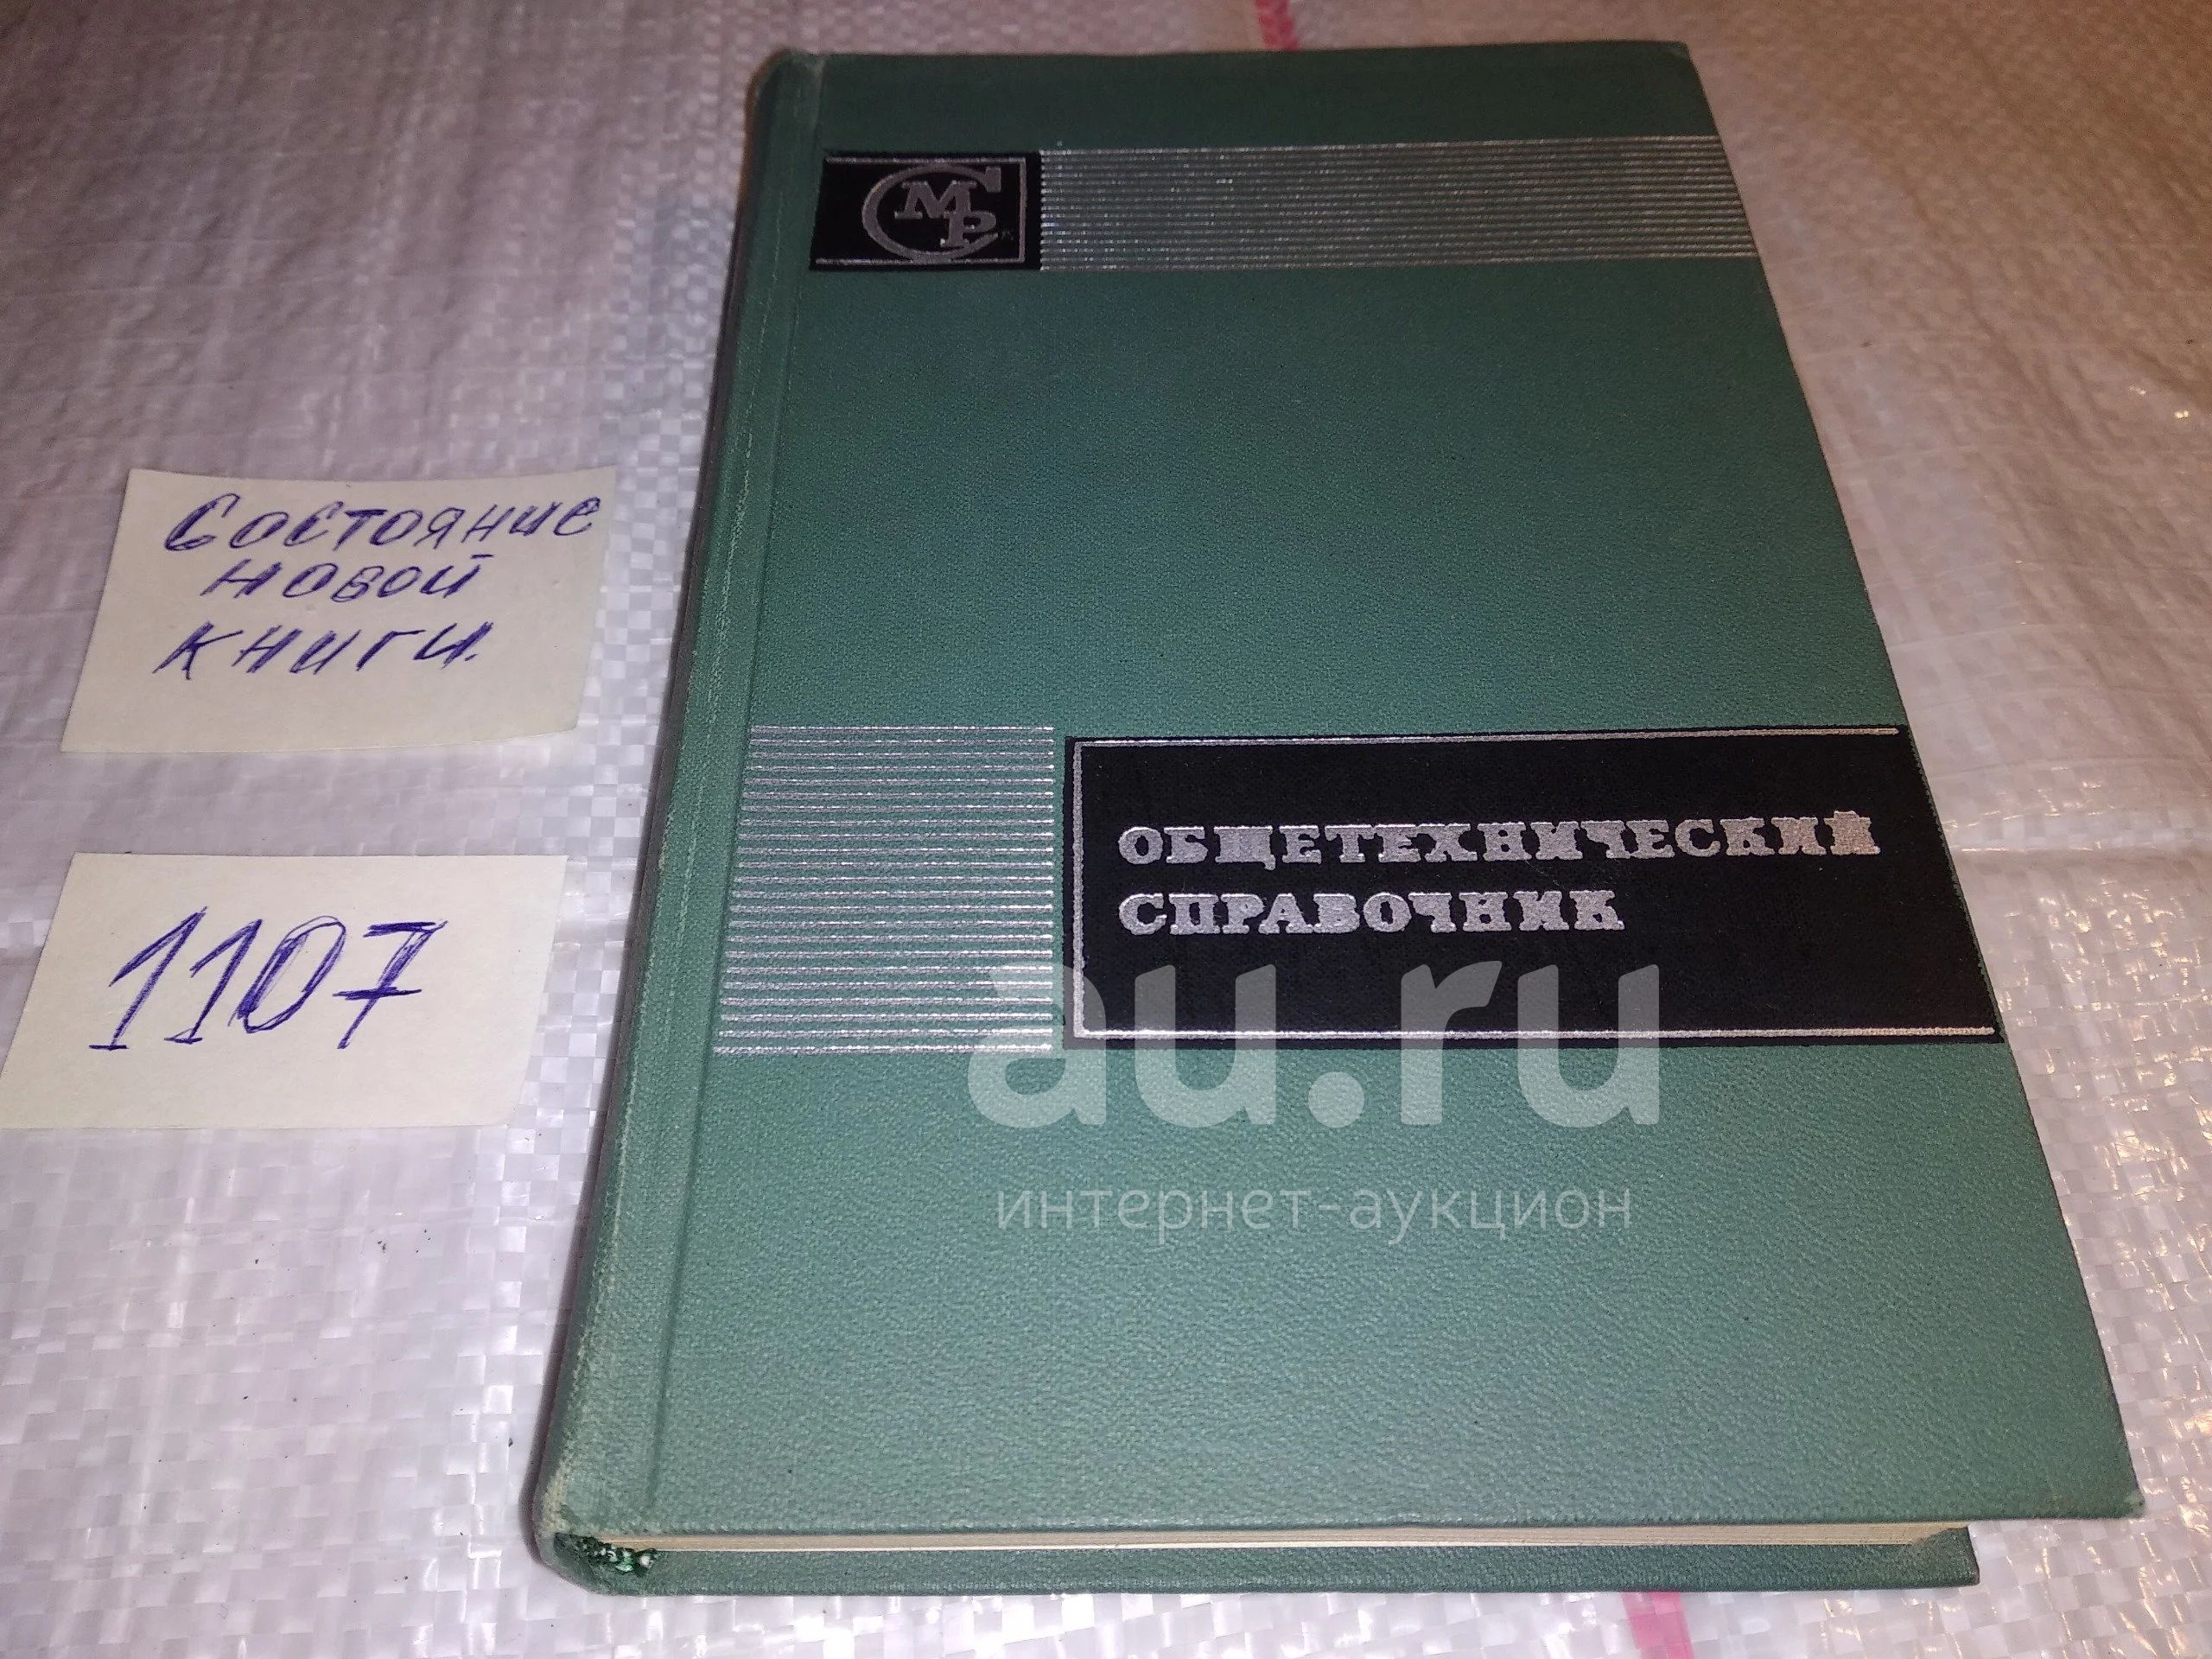 СМР
Состояние
новой
книги.
ОБЩЕТЕХНИЧЕСКИЙ
СПРАВОЧНИК
1107
au.ru
интернет-аукцион